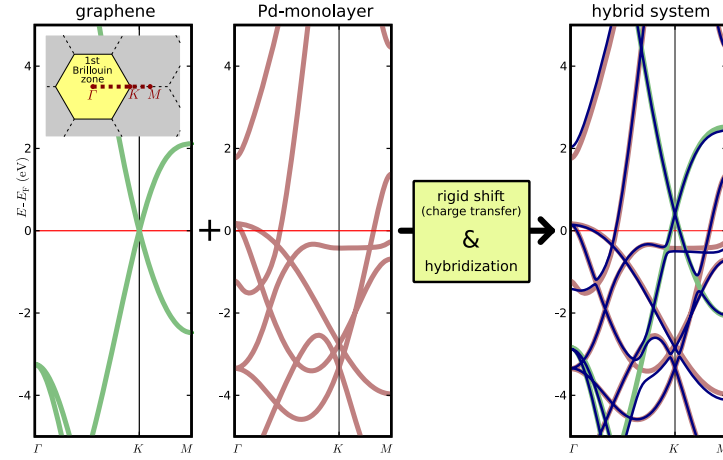 graphene
Pd-monolayer
hybrid system
1st
Brillouin
zone
Γ
K
M
E-E_F (eV)
4
2
0
-2
-4
Γ
K
M
+
4
2
0
-2
-4
Γ
K
M
rigid shift
(charge transfer)
&
hybridization
4
2
0
-2
-4
Γ
K
M